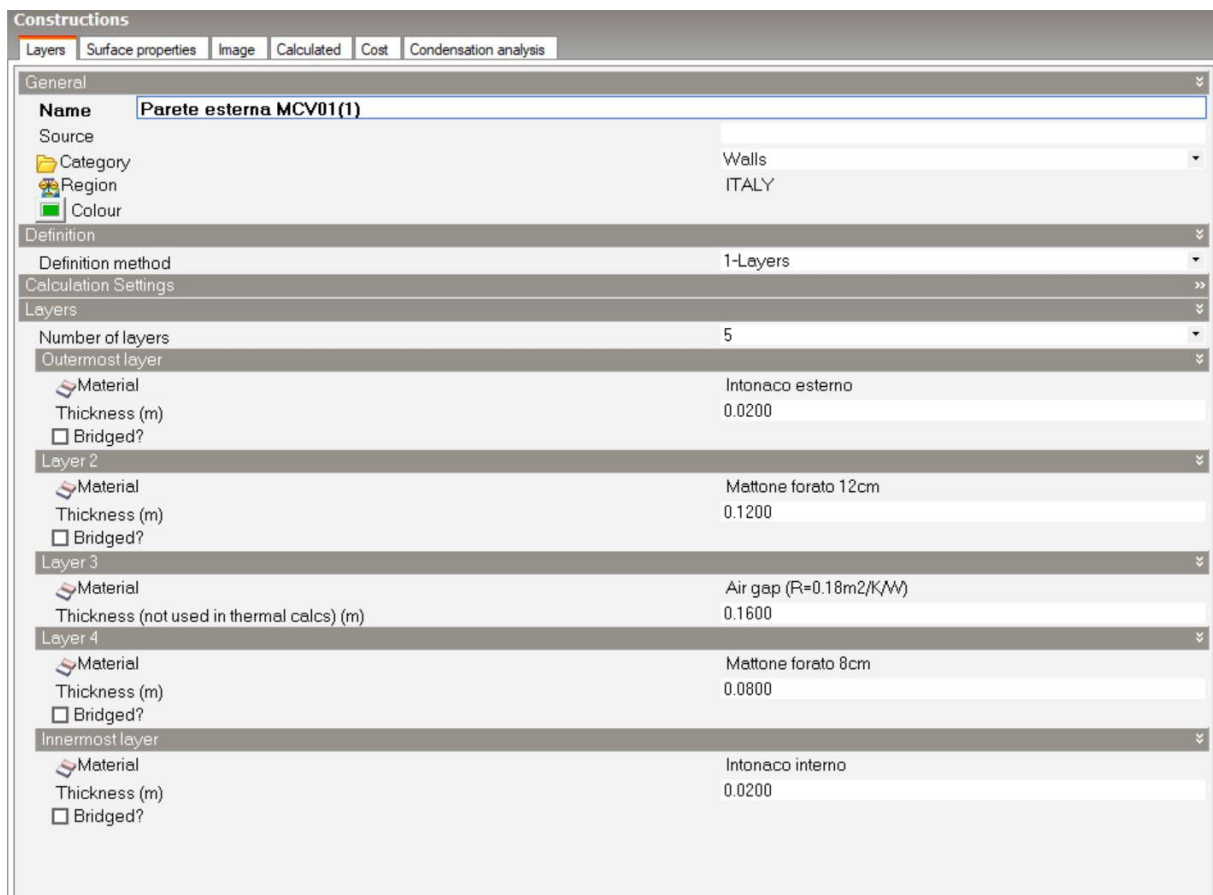 Constructions
Layers Surface properties Image Calculated Cost Condensation analysis
General
Name Parete esterna MCV01(1)
Source
Category Walls
Region ITALY
Colour
Definition
Definition method 1-Layers
Calculation Settings
Layers
Number of layers 5
Outermost layer
Material Intonaco esterno
Thickness (m) 0.0200
Bridged?
Layer 2
Material Mattone forato 12cm
Thickness (m) 0.1200
Bridged?
Layer 3
Material Air gap (R=0.18m2/K/W)
Thickness (not used in thermal calcs) (m) 0.1600
Layer 4
Material Mattone forato 8cm
Thickness (m) 0.0800
Bridged?
Innermost layer
Material Intonaco interno
Thickness (m) 0.0200
Bridged?